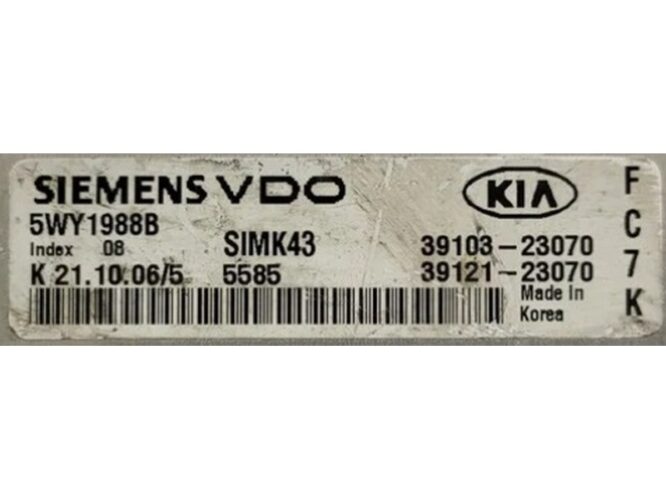 SIEMENS VDO KIA
5WY1988B
Index 08 SIMK43 39103-23070
K 21.10.06/5 5585 39121-23070
Made In
Korea
F
C
7
K